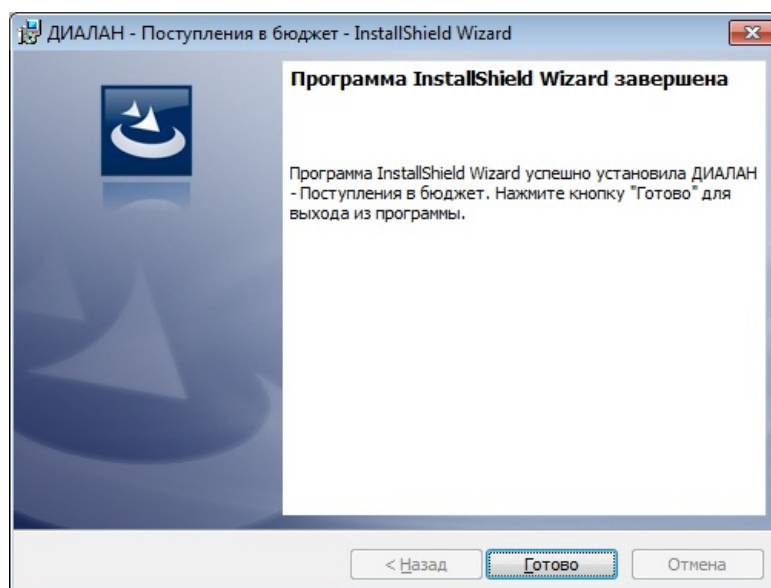 ДИАЛАН - Поступления в бюджет - InstallShield Wizard
Программа InstallShield Wizard завершена
Программа InstallShield Wizard успешно установила ДИАЛАН
- Поступления в бюджет. Нажмите кнопку "Готово" для
выхода из программы.
< Назад Готово Отмена